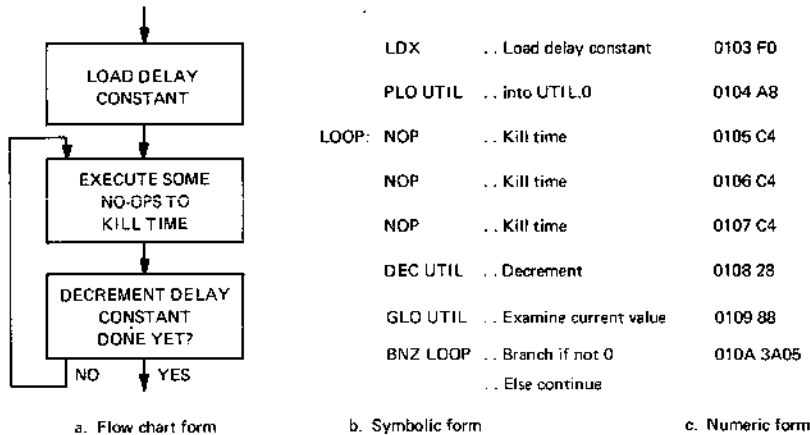 LOAD DELAY
CONSTANT
EXECUTE SOME
NO-OPS TO
KILL TIME
DECREMENT DELAY
CONSTANT
DONE YET?
NO YES
a. Flow chart form
LDX .. Load delay constant 0103 F0
PLO UTIL .. into UTIL.0 0104 A8
LOOP: NOP .. Kill time 0105 C4
NOP .. Kill time 0106 C4
NOP .. Kill time 0107 C4
DEC UTIL .. Decrement 0108 28
GLO UTIL .. Examine current value 0109 88
BNZ LOOP .. Branch if not 0 010A 3A05
.. Else continue
b. Symbolic form
c. Numeric form